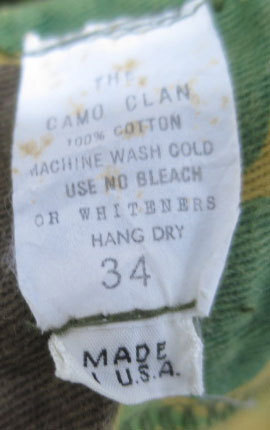 THE
CAMO CLAN
100% COTTON
MACHINE WASH COLD
USE NO BLEACH
OR WHITENERS
HANG DRY
34
MADE
U.S.A.